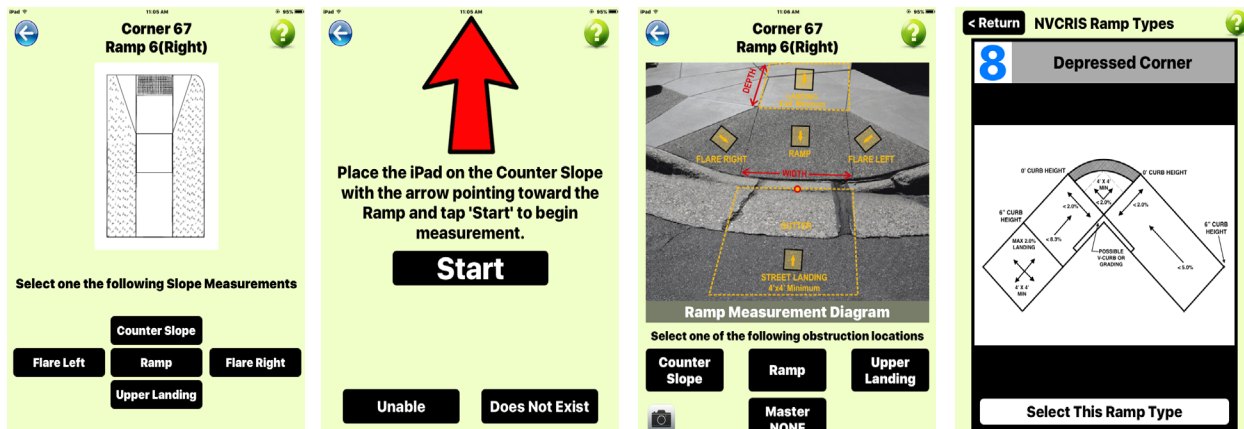 iPad
11:05 AM
95%
Corner 67
Ramp 6(Right)
?
Select one the following Slope Measurements
Counter Slope
Flare Left
Ramp
Flare Right
Upper Landing
iPad
11:05 AM
95%
Place the iPad on the Counter Slope
with the arrow pointing toward the
Ramp and tap 'Start' to begin
measurement.
Start
Unable
Does Not Exist
iPad
11:06 AM
95%
Corner 67
Ramp 6(Right)
?
DEPTH
FLARE RIGHT
RAMP
FLARE LEFT
WIDTH
GUTTER
STREET LANDING
4'x4' Minimum
Ramp Measurement Diagram
Select one of the following obstruction locations
Counter
Slope
Ramp
Upper
Landing
Master
NONE
< Return
NVCRIS Ramp Types
?
8
Depressed Corner
0' CURB HEIGHT
0' CURB HEIGHT
4' X 4'
MIN
< 2.0%
< 2.0%
< 2.0%
6" CURB
HEIGHT
6" CURB
HEIGHT
MAX 2.0%
LANDING
< 8.3%
POSSIBLE
V-CURB OR
GRADING
< 5.0%
4' X 4'
MIN
Select This Ramp Type